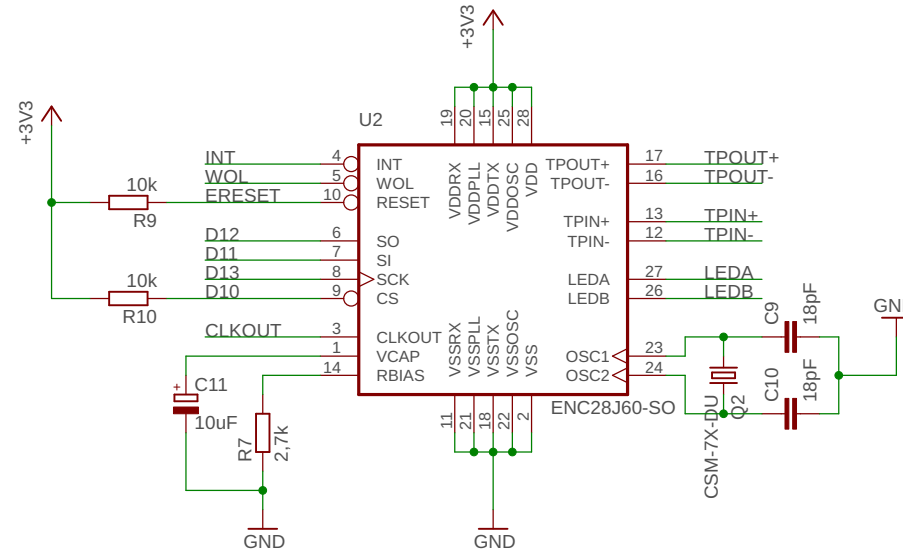 +3V3
+3V3
U2
19
20
15
25
28
VDDRX
VDDPLL
VDDTX
VDDOSC
VDD
INT
4
INT
WOL
5
WOL
10k
ERESET
10
RESET
R9
D12
6
SO
D11
7
SI
D13
8
SCK
10k
D10
9
CS
R10
CLKOUT
3
CLKOUT
1
VCAP
14
RBIAS
TPOUT+
17
TPOUT+
TPOUT-
16
TPOUT-
TPIN+
13
TPIN+
TPIN-
12
TPIN-
LEDA
27
LEDA
LEDB
26
LEDB
OSC1
23
OSC2
24
VSSRX
VSSPLL
VSSTX
VSSOSC
VSS
11
21
18
22
2
ENC28J60-SO
C9
18pF
C10
18pF
CSM-7X-DU
Q2
GN
+
C11
10uF
R7
2,7k
GND
GND